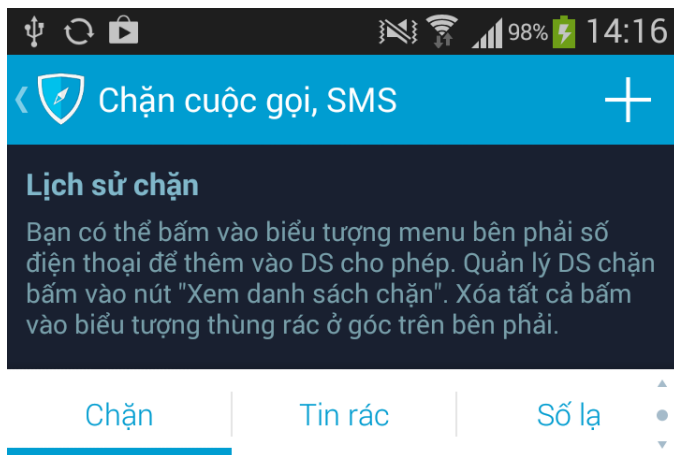 98% 14:16
Chặn cuộc gọi, SMS
Lịch sử chặn
Bạn có thể bấm vào biểu tượng menu bên phải số
điện thoại để thêm vào DS cho phép. Quản lý DS chặn
bấm vào nút "Xem danh sách chặn". Xóa tất cả bấm
vào biểu tượng thùng rác ở góc trên bên phải.
Chặn Tin rác Số lạ